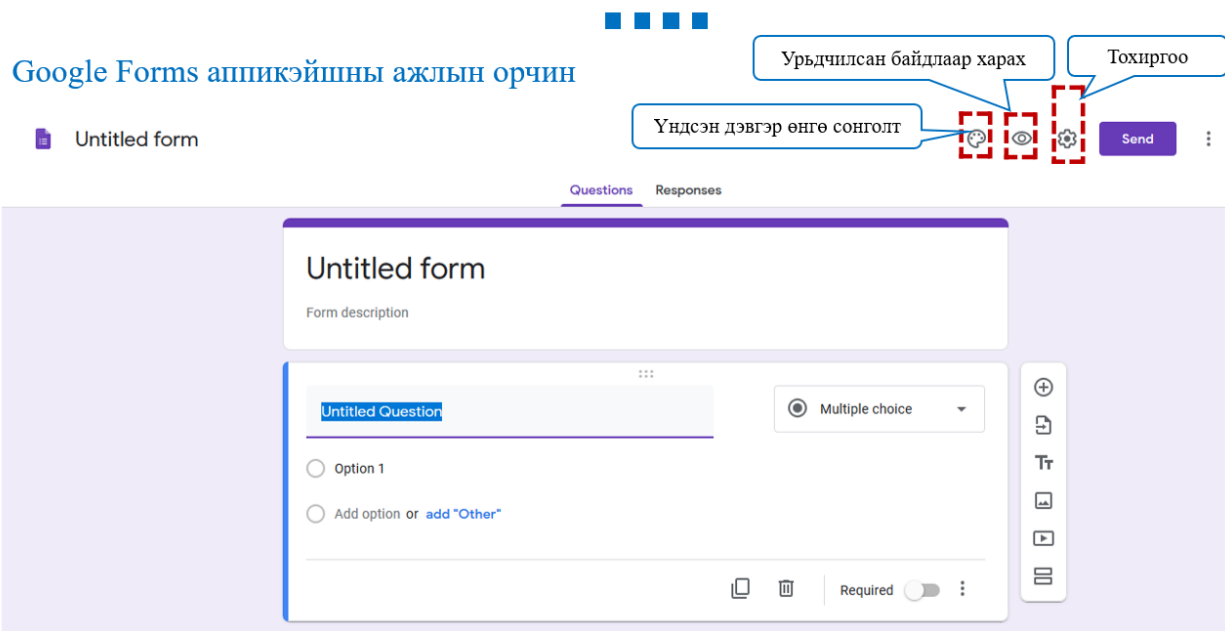 Google Forms аппикэйшны ажлын орчин
Урьдчилсан байдлаар харах
Тохиргоо
Үндсэн дэвгэр өнгө сонголт
Untitled form
Send
Questions Responses
Untitled form
Form description
Untitled Question
Multiple choice
Option 1
Add option or add "Other"
Required